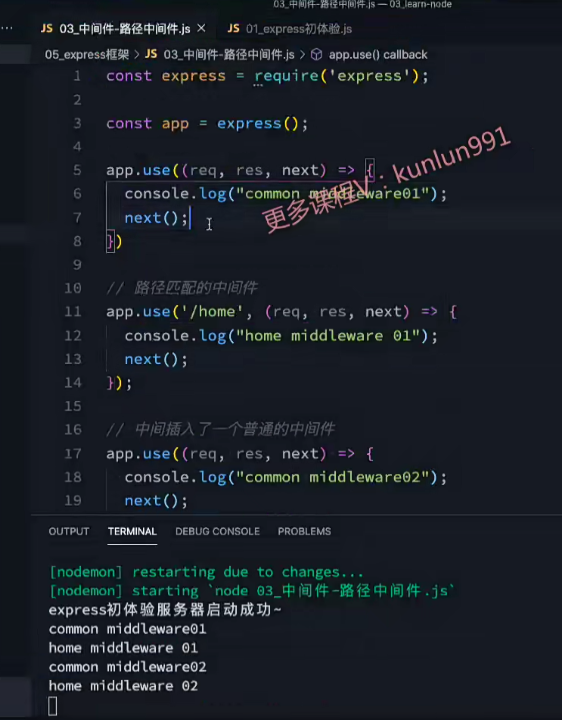 03_中间件-路径中间件.js — 03_learn-node
JS 03_中间件-路径中间件.js × JS 01_express初体验.js
05_express框架 > JS 03_中间件-路径中间件.js > app.use() callback
1 const express = require('express');
2
3 const app = express();
4
5 app.use((req, res, next) => {
6 console.log("common middleware01");
7 next();
8 })
9
10 // 路径匹配的中间件
11 app.use('/home', (req, res, next) => {
12 console.log("home middleware 01");
13 next();
14 });
15
16 // 中间插入了一个普通的中间件
17 app.use((req, res, next) => {
18 console.log("common middleware02");
19 next();
更多课程V：kunlun991
OUTPUT TERMINAL DEBUG CONSOLE PROBLEMS
[nodemon] restarting due to changes...
[nodemon] starting `node 03_中间件-路径中间件.js`
express初体验服务器启动成功~
common middleware01
home middleware 01
common middleware02
home middleware 02